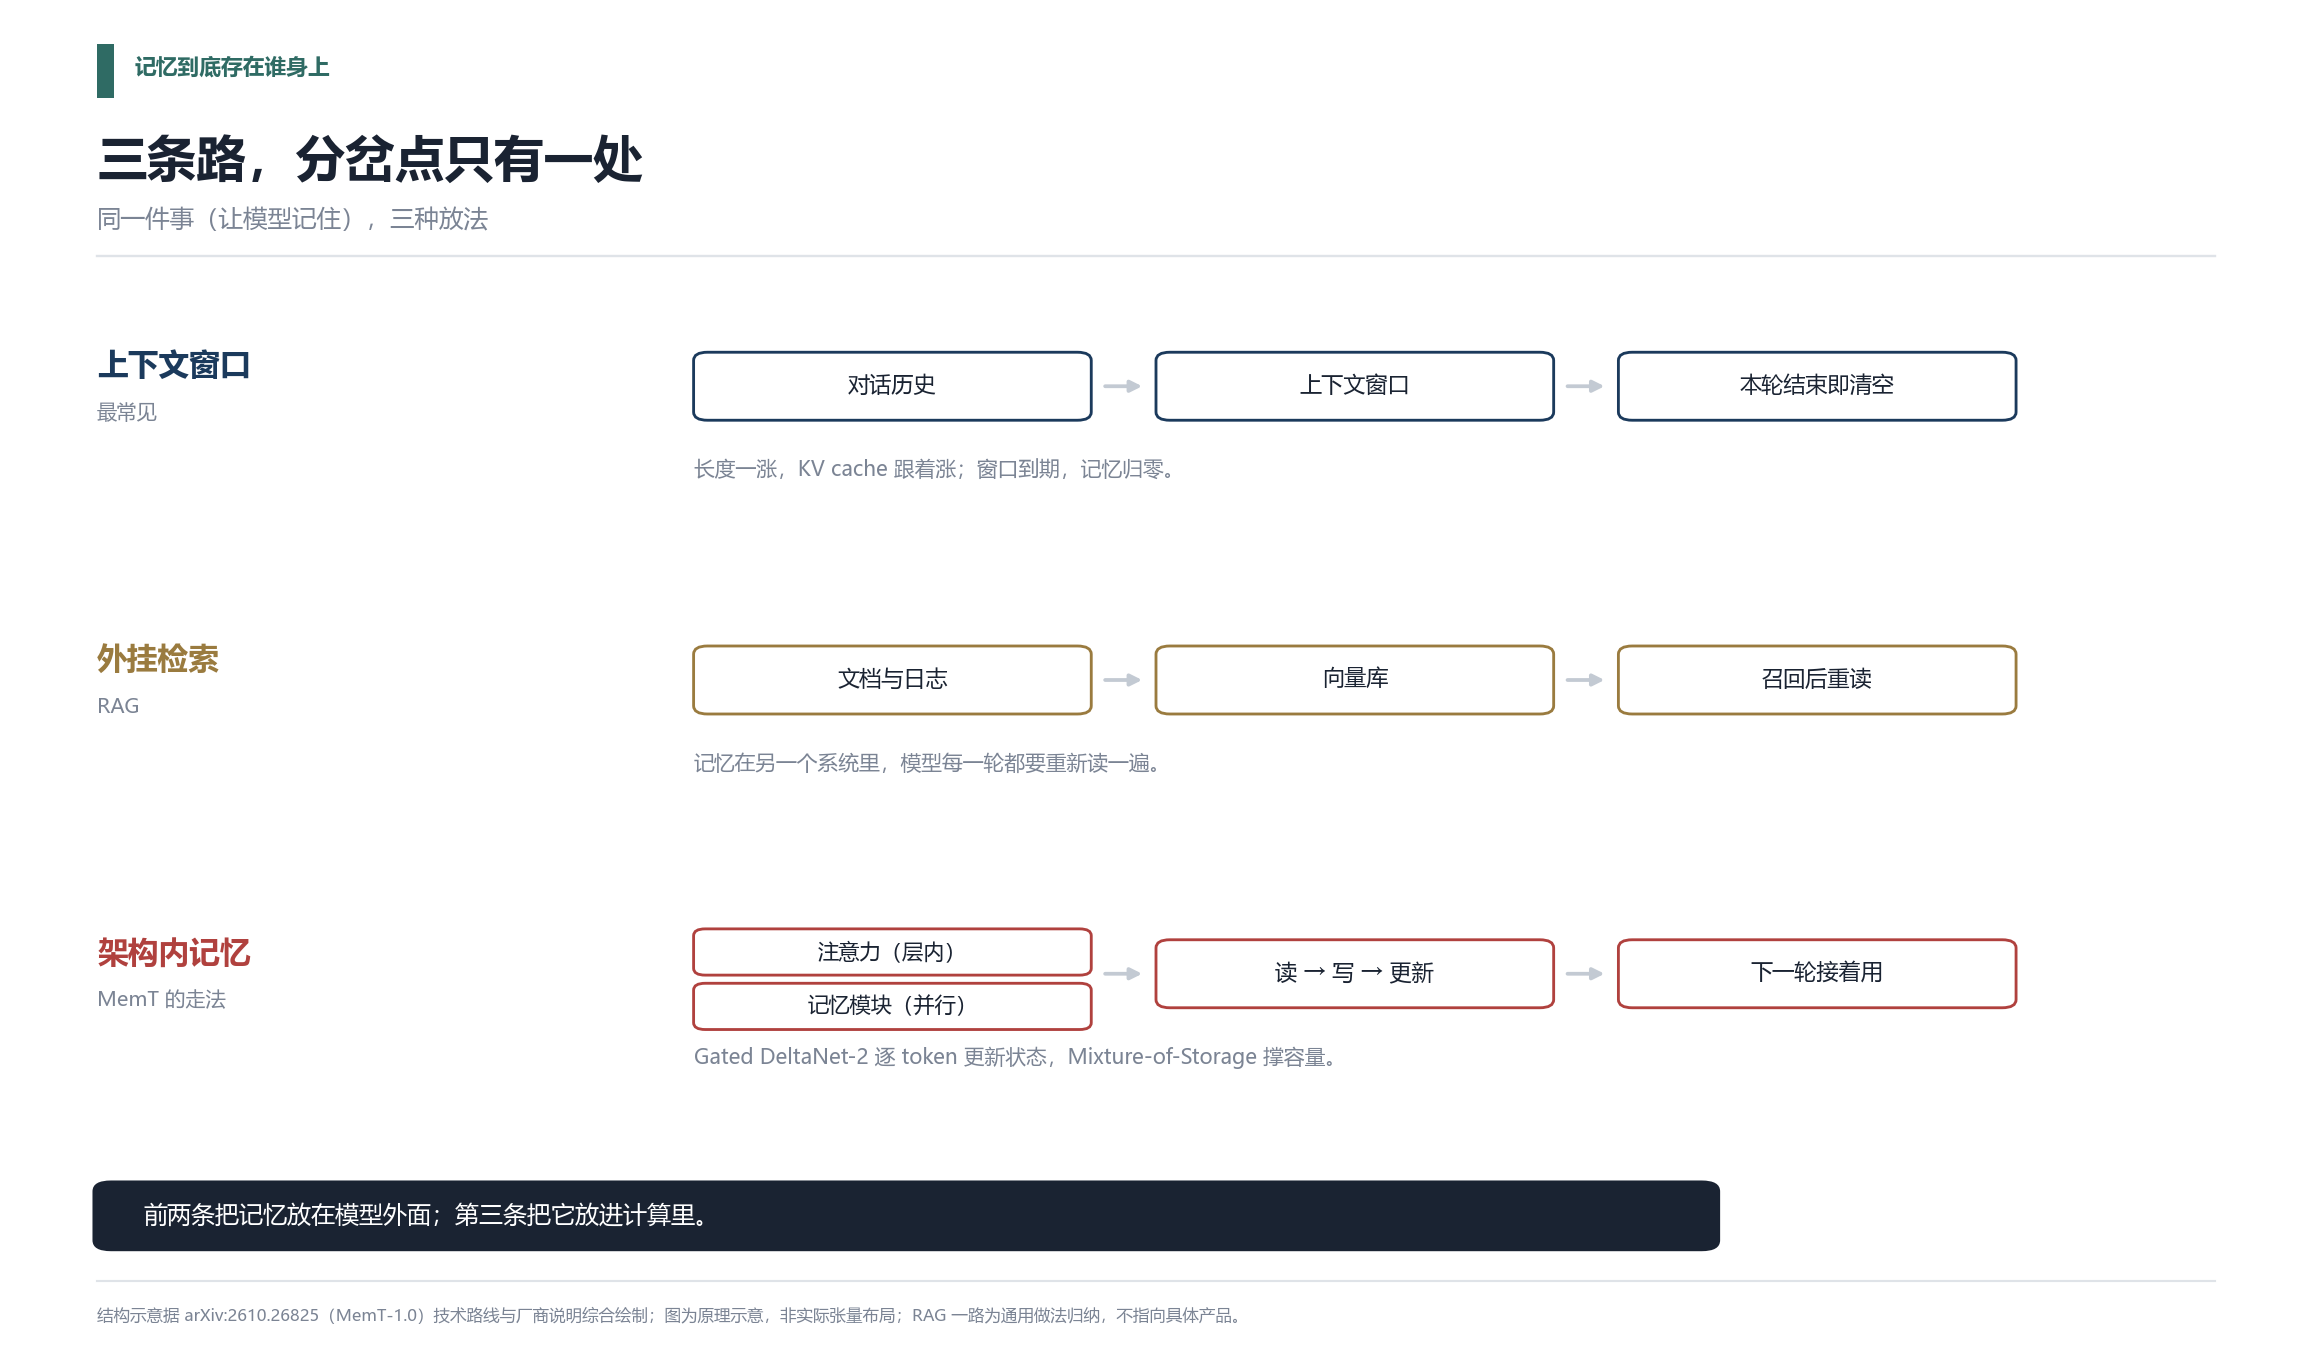 记忆到底存在谁身上
三条路，分岔点只有一处
同一件事（让模型记住），三种放法
上下文窗口
最常见
对话历史
上下文窗口
本轮结束即清空
长度一涨，KV cache 跟着涨；窗口到期，记忆归零。
外挂检索
RAG
文档与日志
向量库
召回后重读
记忆在另一个系统里，模型每一轮都要重新读一遍。
架构内记忆
MemT 的走法
注意力（层内）
记忆模块（并行）
读 → 写 → 更新
下一轮接着用
Gated DeltaNet-2 逐 token 更新状态，Mixture-of-Storage 撑容量。
前两条把记忆放在模型外面；第三条把它放进计算里。
结构示意据 arXiv:2610.26825（MemT-1.0）技术路线与厂商说明综合绘制；图为原理示意，非实际张量布局；RAG 一路为通用做法归纳，不指向具体产品。